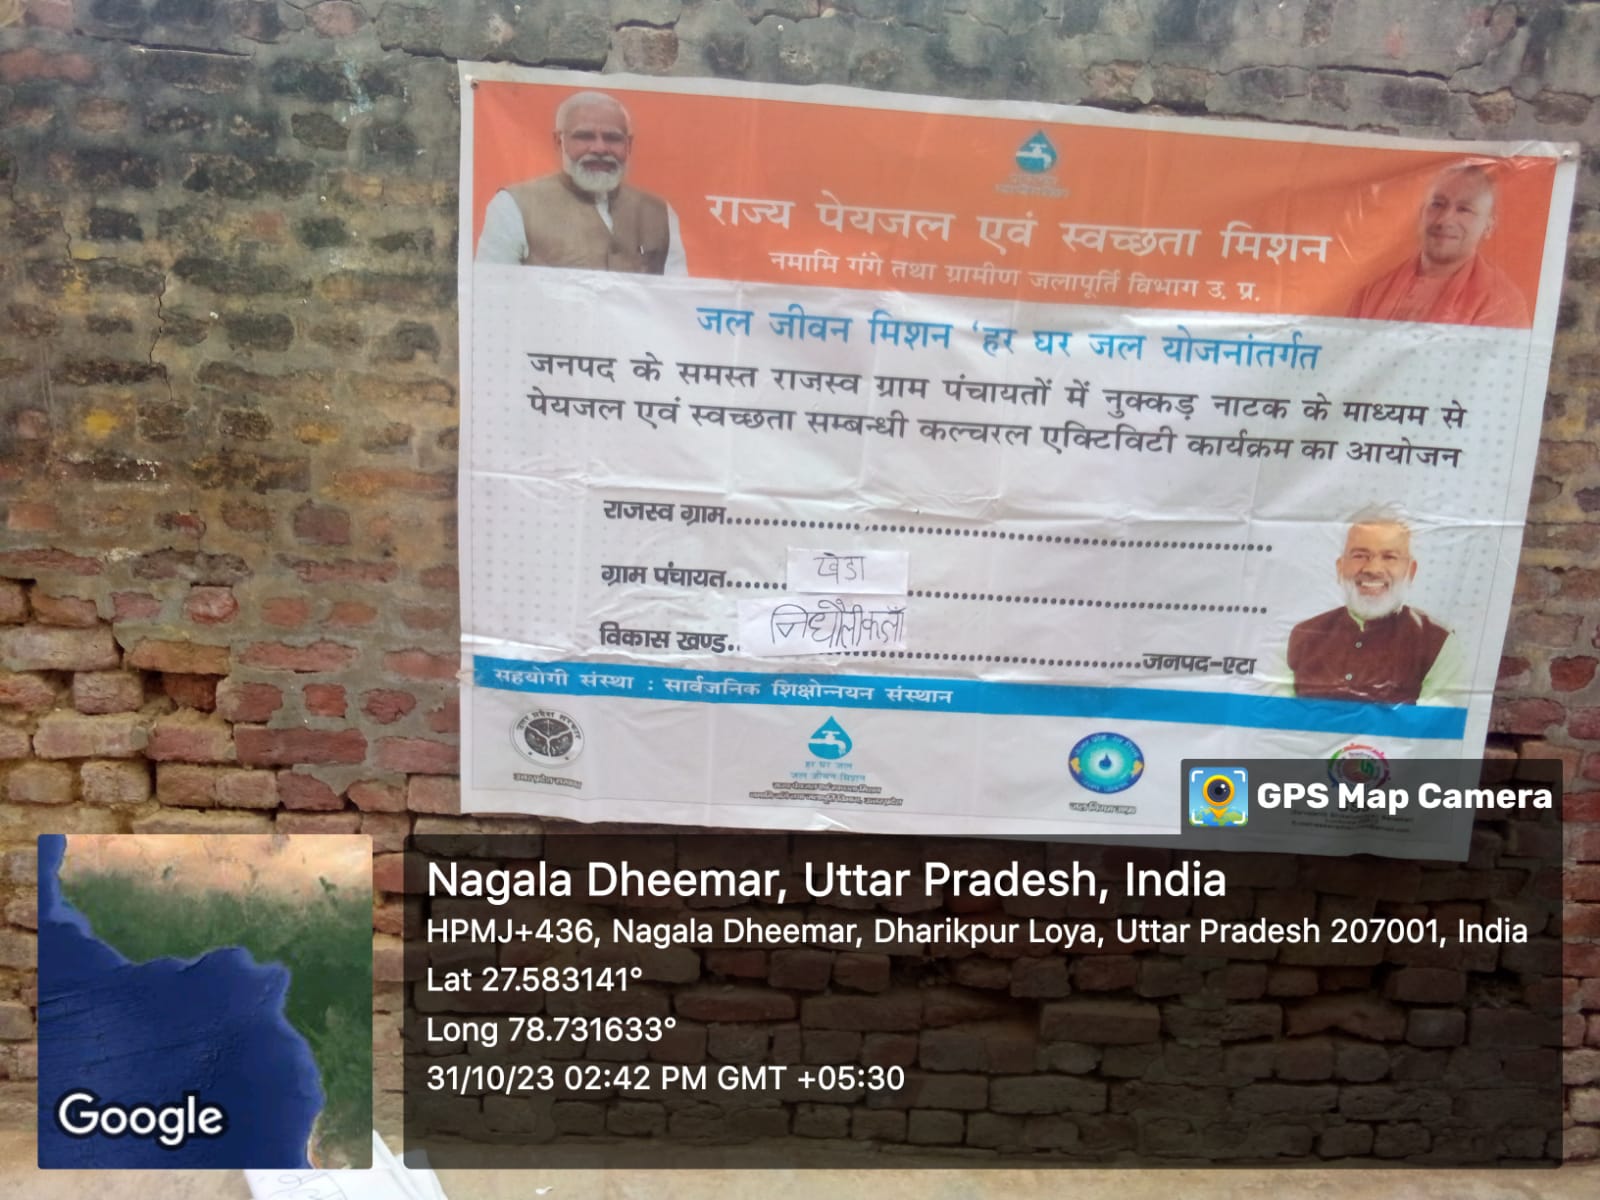 राज्य पेयजल एवं स्वच्छता मिशन
नमामि गंगे तथा ग्रामीण जलापूर्ति विभाग उ. प्र.
जल जीवन मिशन ‘हर घर जल योजनांतर्गत
जनपद के समस्त राजस्व ग्राम पंचायतों में नुक्कड़ नाटक के माध्यम से
पेयजल एवं स्वच्छता सम्बन्धी कल्चरल एक्टिविटी कार्यक्रम का आयोजन
राजस्व ग्राम
ग्राम पंचायत....... खेडा
विकास खण्ड.. निधौलीकलाँ जनपद-एटा
सहयोगी संस्था : सार्वजनिक शिक्षोन्नयन संस्थान
उत्तर प्रदेश सरकार
हर घर जल
जल जीवन मिशन
GPS Map Camera
Nagala Dheemar, Uttar Pradesh, India
HPMJ+436, Nagala Dheemar, Dharikpur Loya, Uttar Pradesh 207001, India
Lat 27.583141°
Long 78.731633°
31/10/23 02:42 PM GMT +05:30
Google